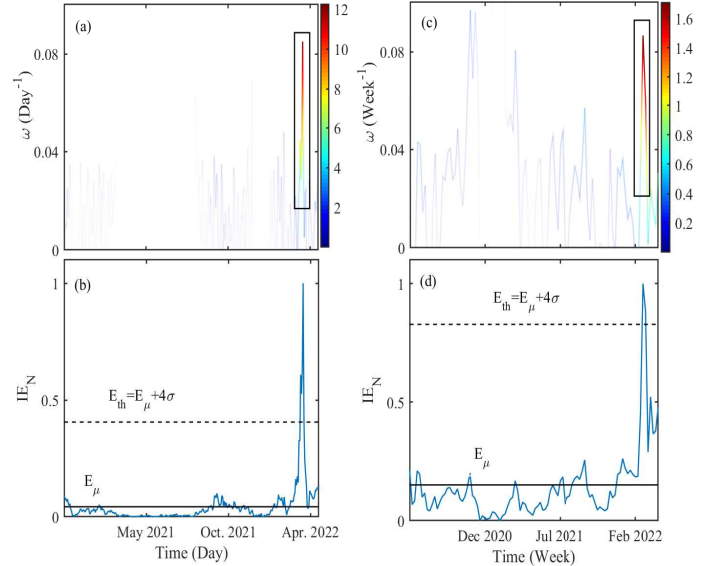 (a)
0.08
0.04
0
ω (Day⁻¹)
12
10
8
6
4
2
(c)
0.08
0.04
0
ω (Week⁻¹)
1.6
1.4
1.2
1
0.8
0.6
0.4
0.2
(b)
1
0.5
0
IE_N
E_th=E_μ+4σ
E_μ
May 2021 Oct. 2021 Apr. 2022
Time (Day)
(d)
1
0.5
0
IE_N
E_th=E_μ+4σ
E_μ
Dec 2020 Jul 2021 Feb 2022
Time (Week)